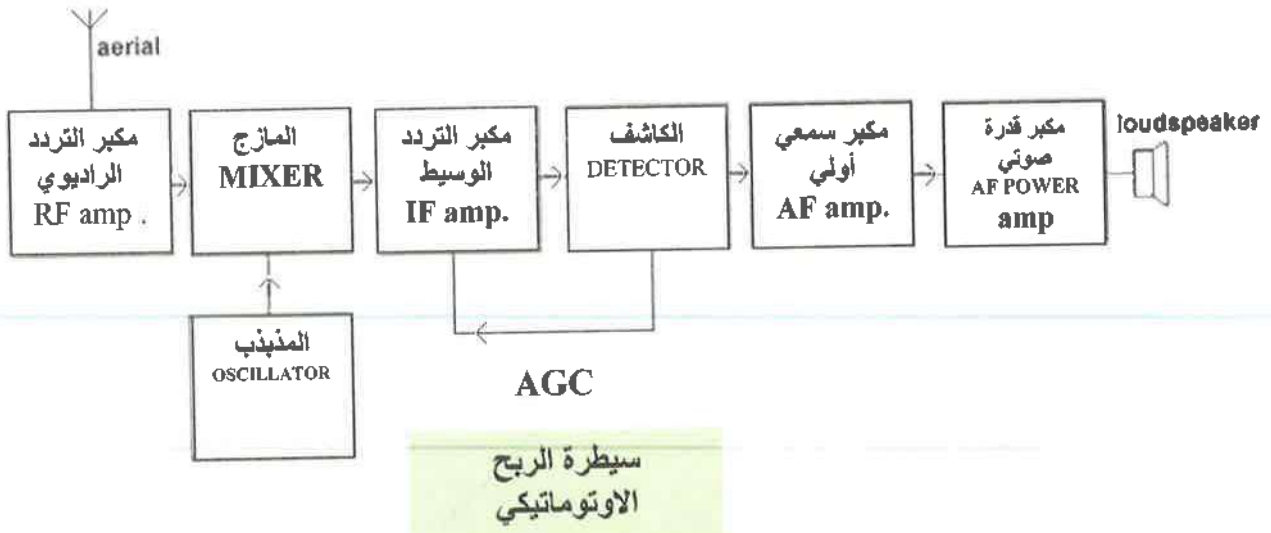 aerial
مكبر التردد
الراديوي
RF amp .
المازج
MIXER
مكبر التردد
الوسيط
IF amp.
الكاشف
DETECTOR
مكبر سمعي
أولي
AF amp.
مكبر قدرة
صوتي
AF POWER
amp
loudspeaker
المذبذب
OSCILLATOR
AGC
سيطرة الربح
الاوتوماتيكي